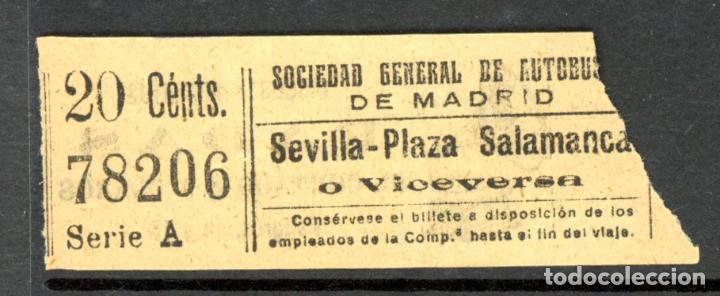 20 Cénts.
78206
Serie A
SOCIEDAD GENERAL DE AUTOBUS
DE MADRID
Sevilla-Plaza Salamanca
o Viceversa
Consérvese el billete a disposición de los
empleados de la Comp.ª hasta el fin del viaje.
todocoleccion
todocoleccion.net